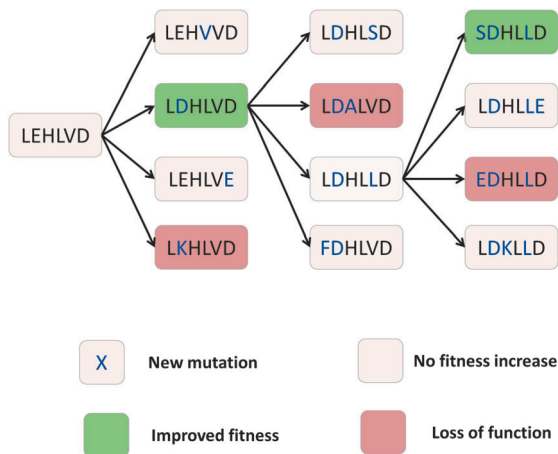 LEHVVD
LDHLSD
SDHLLD
LEHLVD
LDHLVD
LDALVD
LDHLLE
LEHLVE
LDHLLD
EDHLLD
LKHLVD
FDHLVD
LDKLLD
X New mutation
No fitness increase
Improved fitness
Loss of function